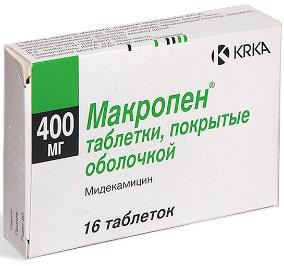 KRKA
400
МГ
Макропен®
таблетки, покрытые
оболочкой
Мидекамицин
16 таблеток